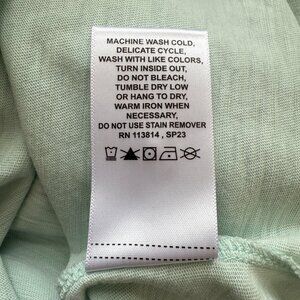 MACHINE WASH COLD,
DELICATE CYCLE,
WASH WITH LIKE COLORS,
TURN INSIDE OUT,
DO NOT BLEACH,
TUMBLE DRY LOW
OR HANG TO DRY,
WARM IRON WHEN
NECESSARY,
DO NOT USE STAIN REMOVER
RN 113814 , SP23